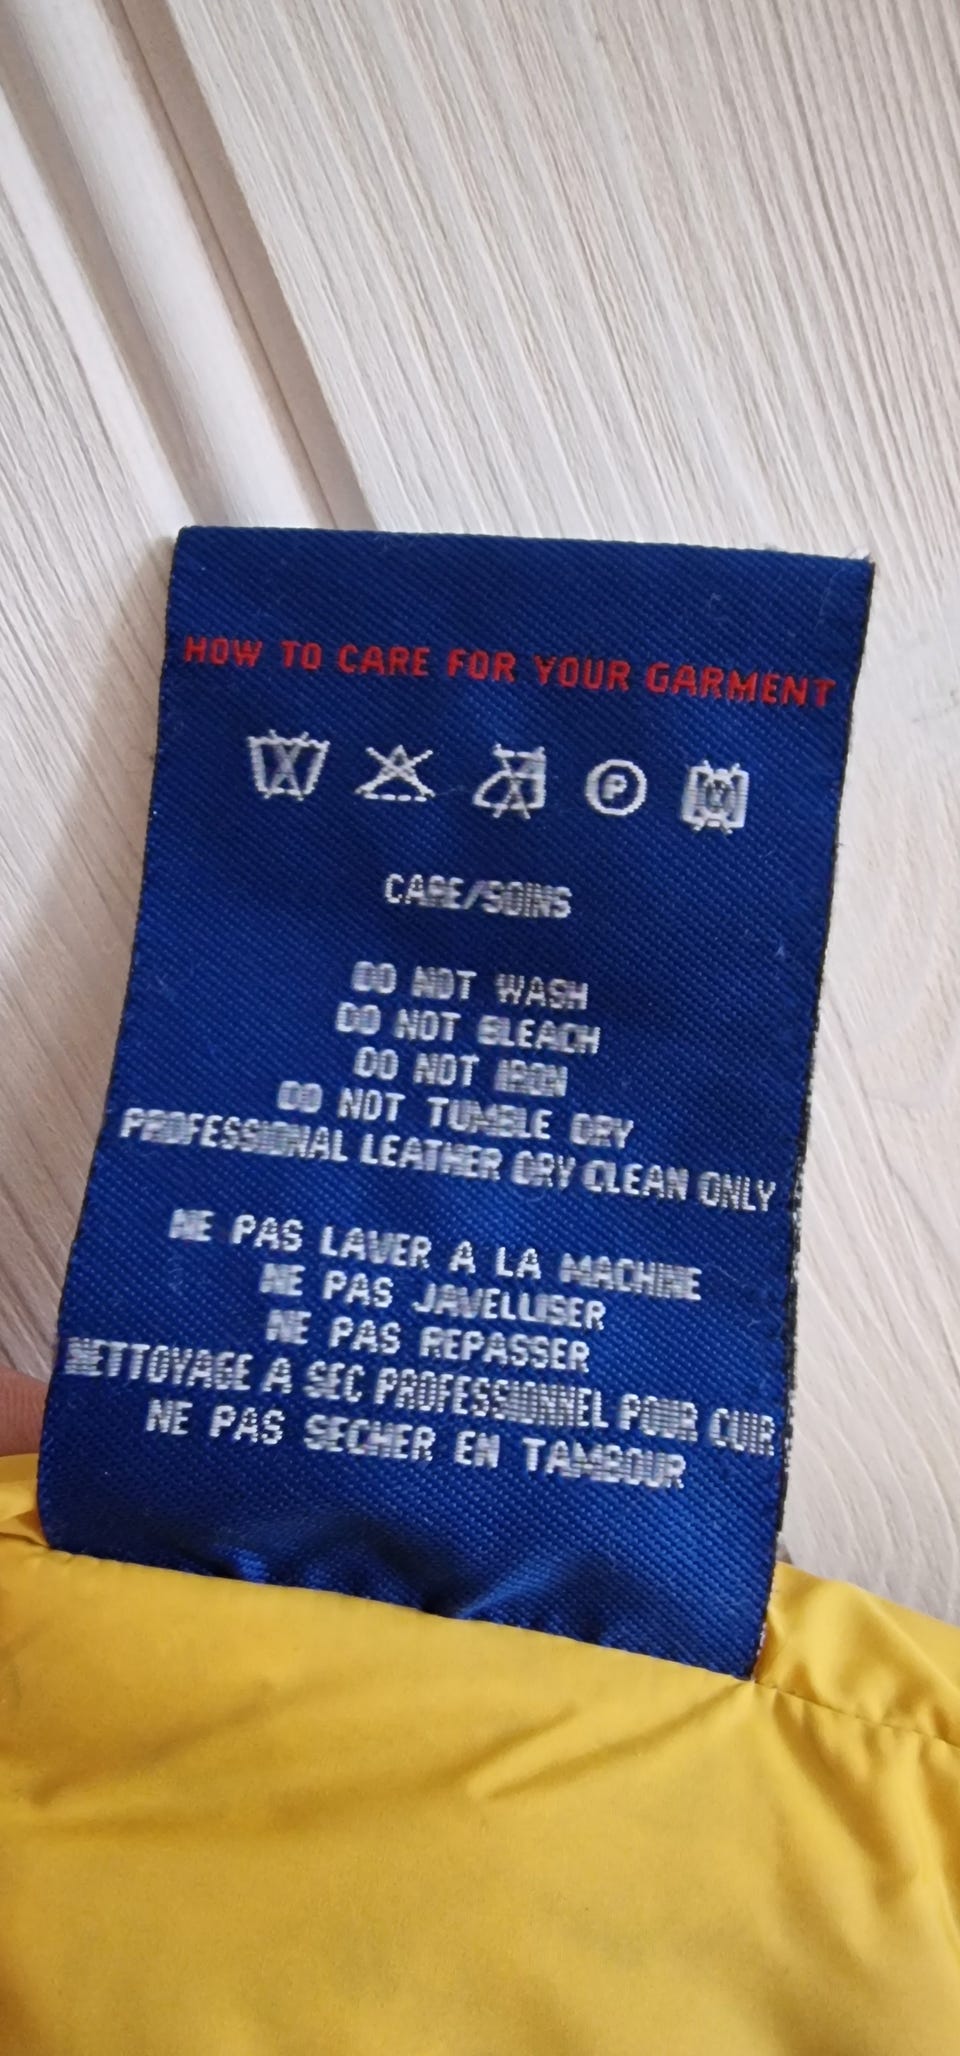 HOW TO CARE FOR YOUR GARMENT
P
CARE/SOINS
DO NOT WASH
DO NOT BLEACH
DO NOT IRON
DO NOT TUMBLE DRY
PROFESSIONAL LEATHER DRY CLEAN ONLY
NE PAS LAVER A LA MACHINE
NE PAS JAVELLISER
NE PAS REPASSER
NETTOYAGE A SEC PROFESSIONNEL POUR CUIR
NE PAS SECHER EN TAMBOUR